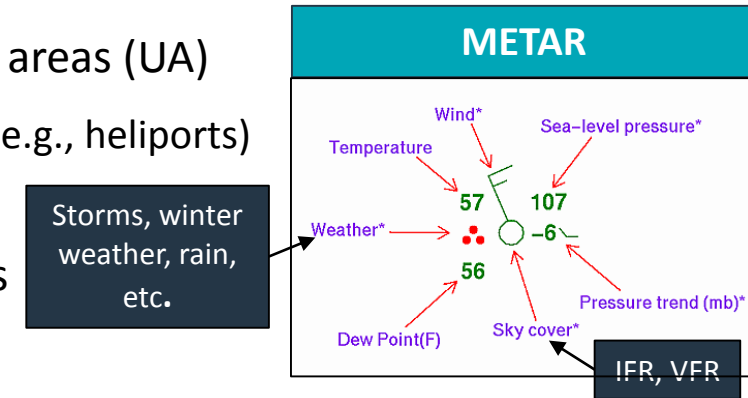 areas (UA)
e.g., heliports)
s
Storms, winter
weather, rain,
etc.
METAR
Wind*
Sea-level pressure*
Temperature
57
107
Weather*
-6
56
Pressure trend (mb)*
Dew Point(F)
Sky cover*
IFR, VFR